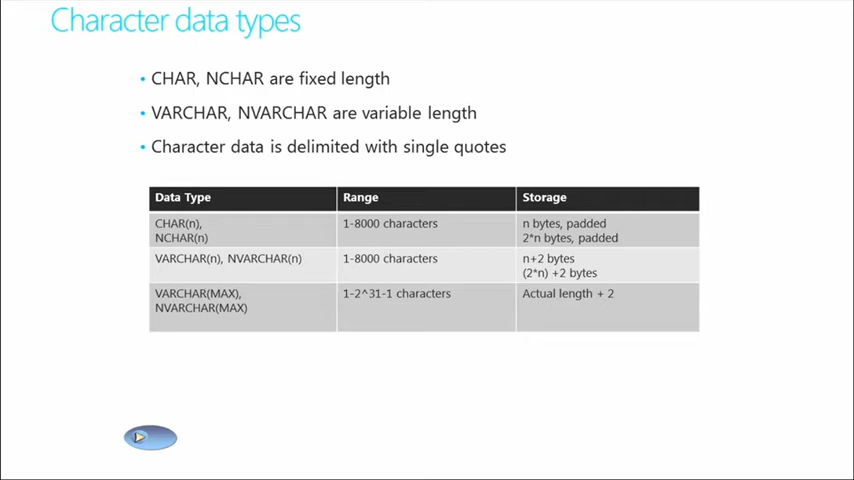 Character data types
• CHAR, NCHAR are fixed length
• VARCHAR, NVARCHAR are variable length
• Character data is delimited with single quotes
Data Type Range Storage
CHAR(n), 1-8000 characters n bytes, padded
NCHAR(n) 2*n bytes, padded
VARCHAR(n), NVARCHAR(n) 1-8000 characters n+2 bytes
(2*n) +2 bytes
VARCHAR(MAX), 1-2^31-1 characters Actual length + 2
NVARCHAR(MAX)